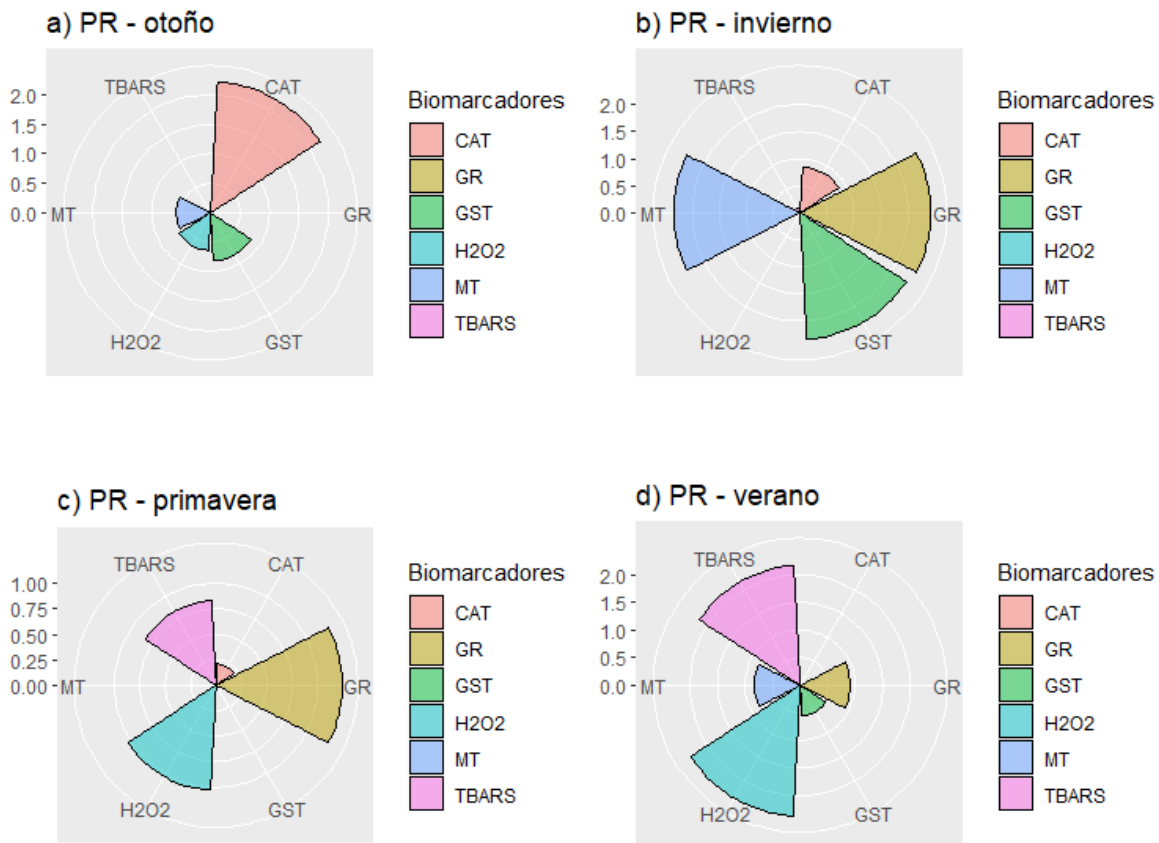 a) PR - otoño
TBARS
CAT
2.0
1.5
1.0
0.5
0.0
MT
GR
H2O2
GST
Biomarcadores
CAT
GR
GST
H2O2
MT
TBARS
b) PR - invierno
TBARS
CAT
2.0
1.5
1.0
0.5
0.0
MT
GR
H2O2
GST
Biomarcadores
CAT
GR
GST
H2O2
MT
TBARS
c) PR - primavera
TBARS
CAT
1.00
0.75
0.50
0.25
0.00
MT
GR
H2O2
GST
Biomarcadores
CAT
GR
GST
H2O2
MT
TBARS
d) PR - verano
TBARS
CAT
2.0
1.5
1.0
0.5
0.0
MT
GR
H2O2
GST
Biomarcadores
CAT
GR
GST
H2O2
MT
TBARS